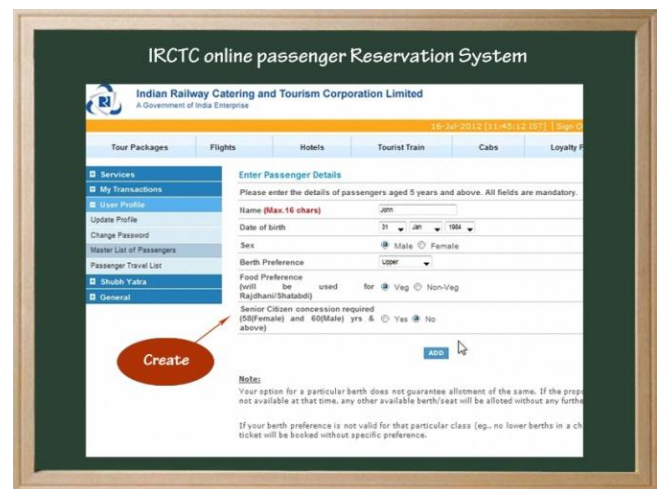 IRCTC online passenger Reservation System
Indian Railway Catering and Tourism Corporation Limited
A Government of India Enterprise
16-Jul-2012 [11:45:12 IST] | Sign O
Tour Packages Flights Hotels Tourist Train Cabs Loyalty P
Services
My Transactions
User Profile
Update Profile
Change Password
Master List of Passengers
Passenger Travel List
Shubh Yatra
General
Enter Passenger Details
Please enter the details of passengers aged 5 years and above. All fields are mandatory.
Name (Max.16 chars) John
Date of birth 31 Jan 1984
Sex Male Female
Berth Preference Upper
Food Preference
(will be used for Veg Non-Veg
Rajdhani/Shatabdi)
Senior Citizen concession required
(58(Female) and 60(Male) yrs & Yes No
above)
ADD
Create
Note:
Your option for a particular berth does not guarantee allotment of the same. If the propo
not available at that time, any other available berth/seat will be alloted without any furthe
If your berth preference is not valid for that particular class (eg., no lower berths in a ch
ticket will be booked without specific preference.